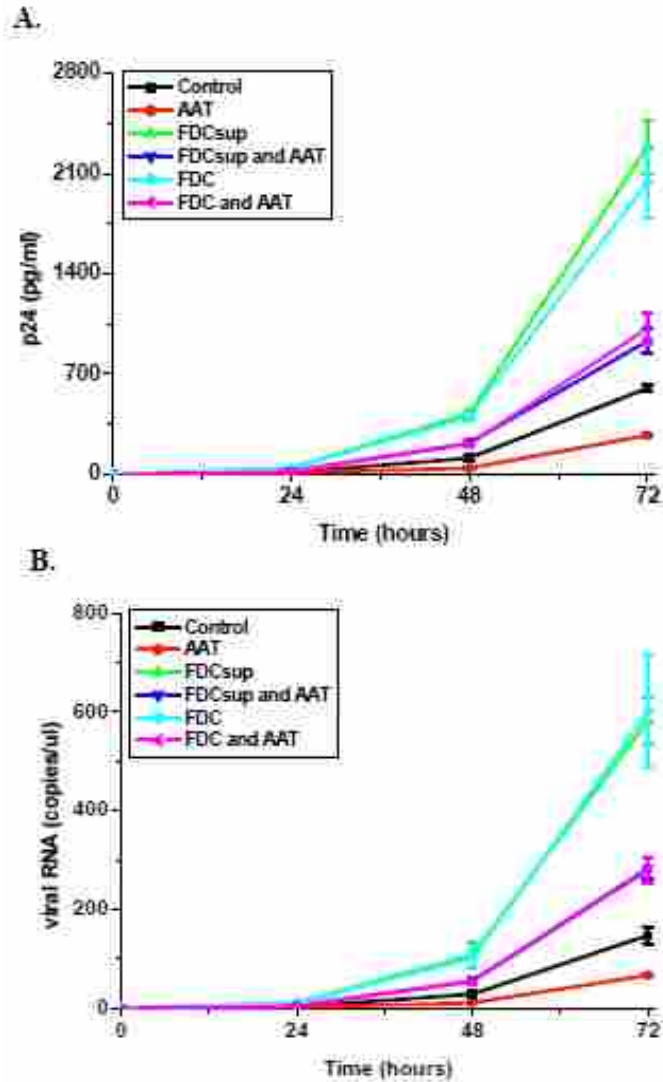 A.
2800
2100
1400
700
0
p24 (pg/ml)
Control
AAT
FDCsup
FDCsup and AAT
FDC
FDC and AAT
0 24 48 72
Time (hours)
B.
800
600
400
200
0
viral RNA (copies/ul)
Control
AAT
FDCsup
FDCsup and AAT
FDC
FDC and AAT
0 24 48 72
Time (hours)